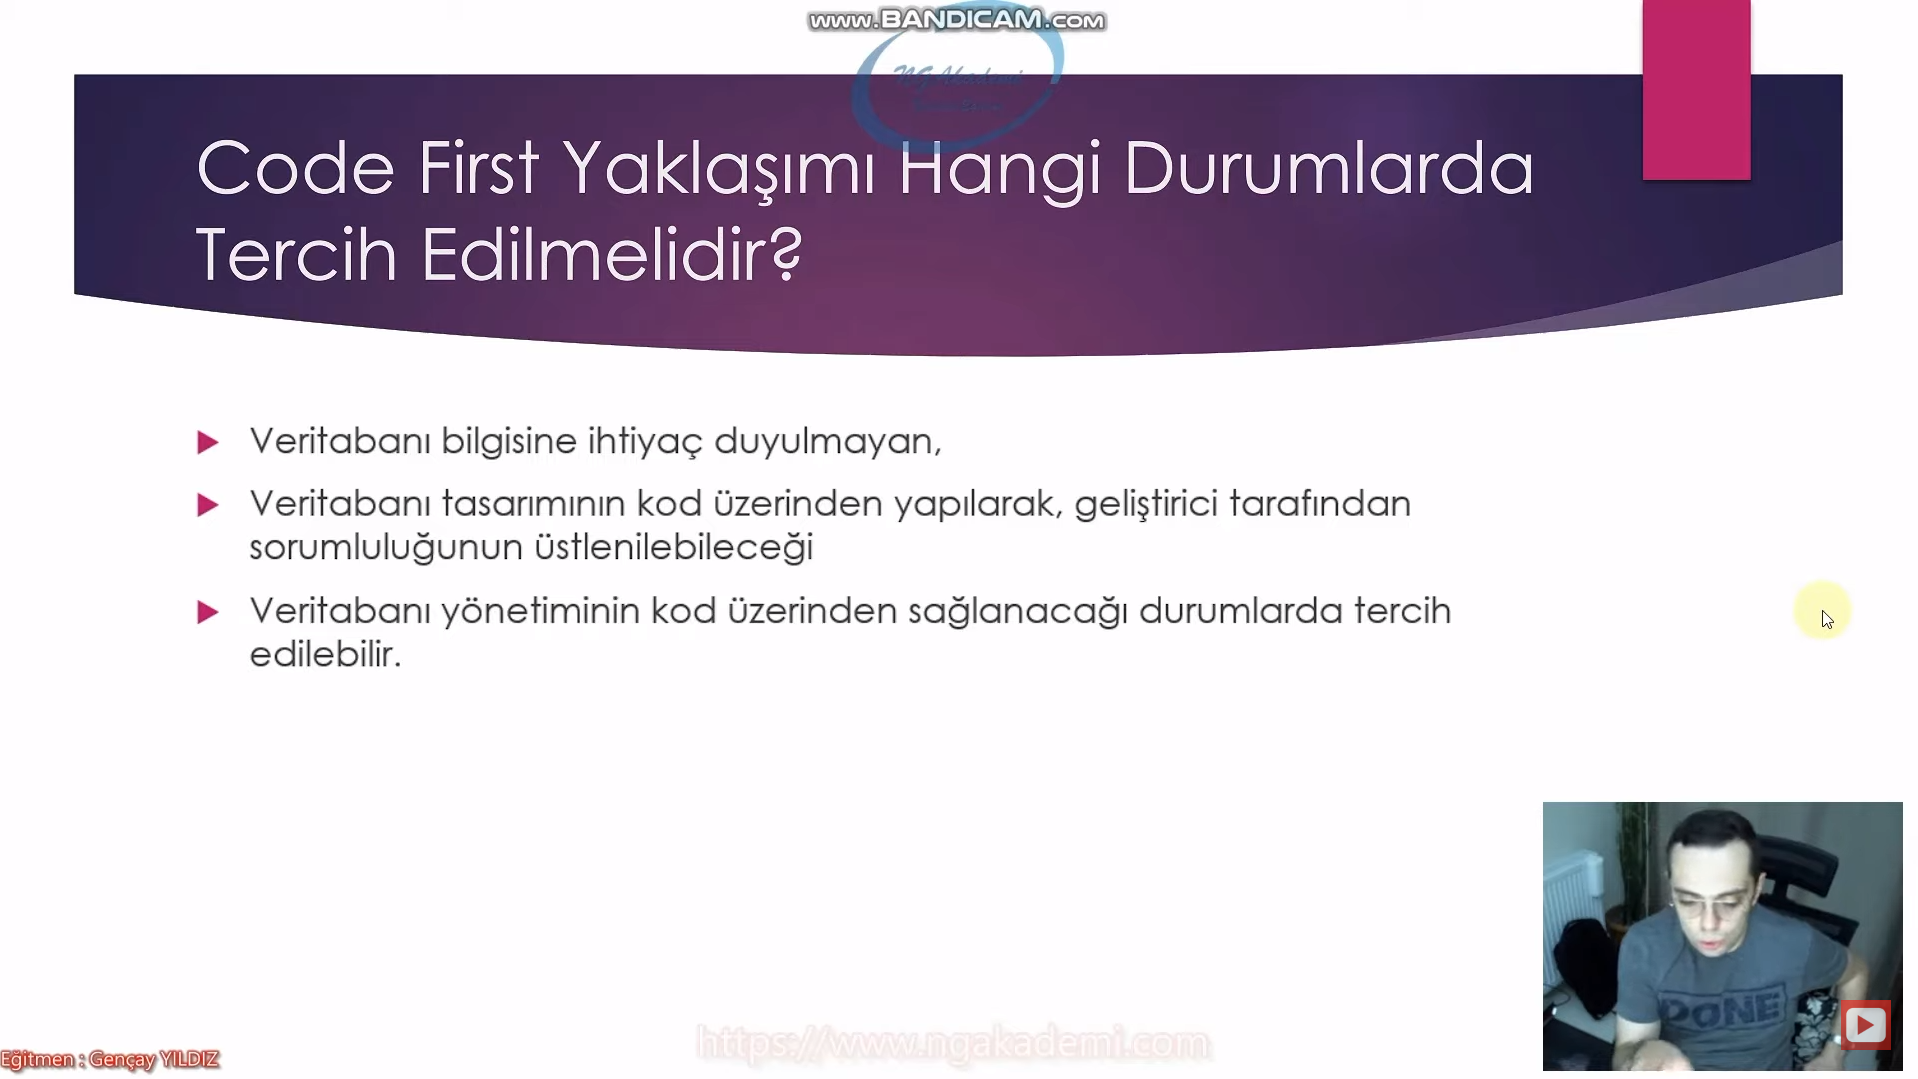 www.BANDICAM.com
NGAkademi
Code First Yaklaşımı Hangi Durumlarda
Tercih Edilmelidir?
Veritabanı bilgisine ihtiyaç duyulmayan,
Veritabanı tasarımının kod üzerinden yapılarak, geliştirici tarafından
sorumluluğunun üstlenilebileceği
Veritabanı yönetiminin kod üzerinden sağlanacağı durumlarda tercih
edilebilir.
DONE
https://www.ngakademi.com
Eğitmen : Gençay YILDIZ